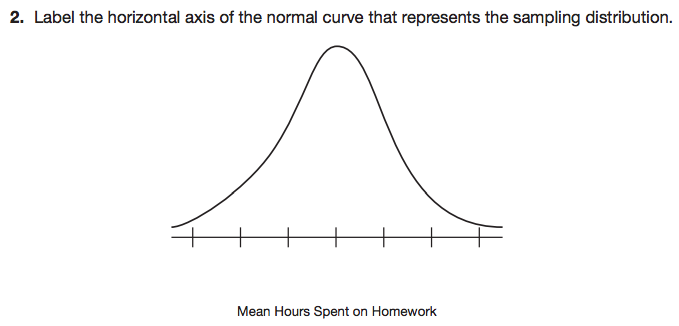 2. Label the horizontal axis of the normal curve that represents the sampling distribution.
Mean Hours Spent on Homework